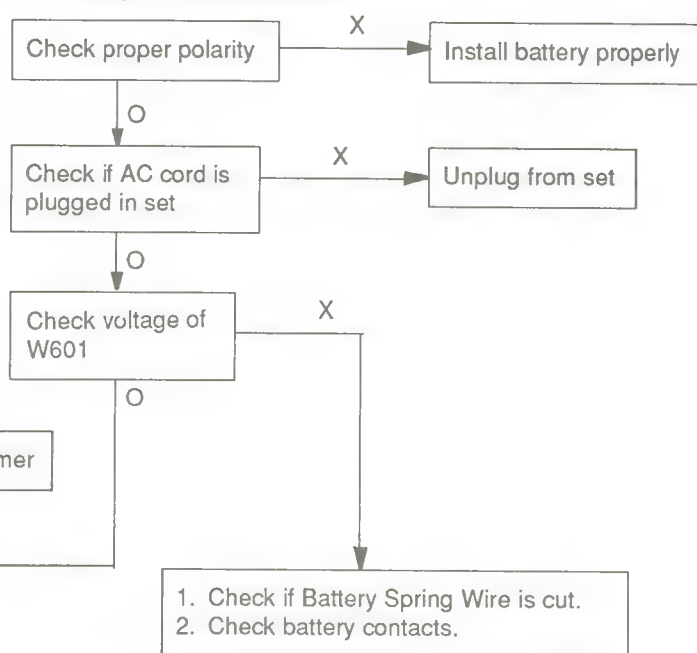 Check proper polarity
X
Install battery properly
O
Check if AC cord is
plugged in set
X
Unplug from set
O
Check voltage of
W601
X
O
mer
1. Check if Battery Spring Wire is cut.
2. Check battery contacts.